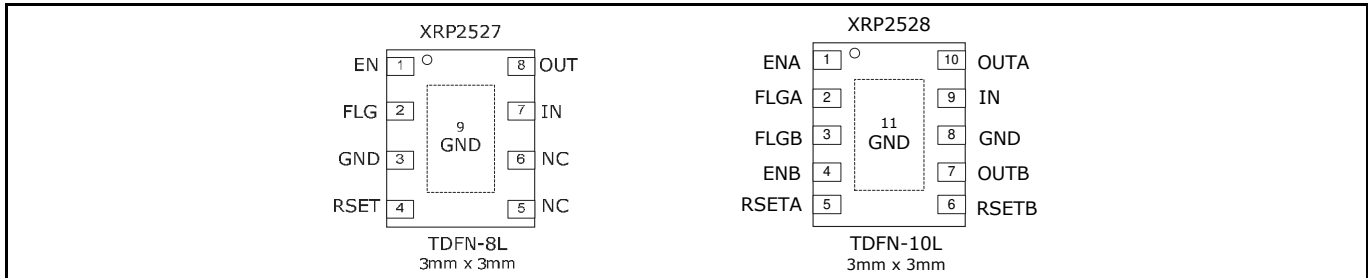 XRP2527
EN 1 8 OUT
FLG 2 7 IN
9
GND
GND 3 6 NC
RSET 4 5 NC
TDFN-8L
3mm x 3mm
XRP2528
ENA 1 10 OUTA
FLGA 2 9 IN
11
GND
FLGB 3 8 GND
ENB 4 7 OUTB
RSETA 5 6 RSETB
TDFN-10L
3mm x 3mm